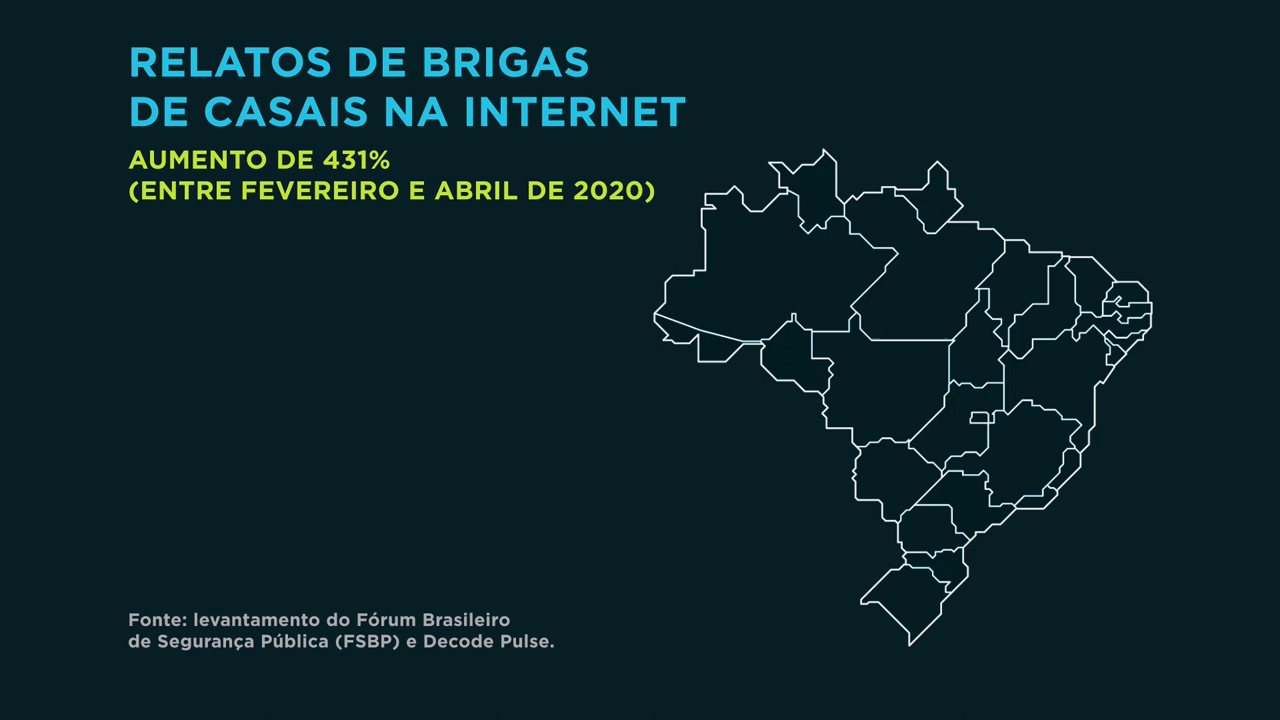 RELATOS DE BRIGAS
DE CASAIS NA INTERNET
AUMENTO DE 431%
(ENTRE FEVEREIRO E ABRIL DE 2020)
Fonte: levantamento do Fórum Brasileiro
de Segurança Pública (FSBP) e Decode Pulse.